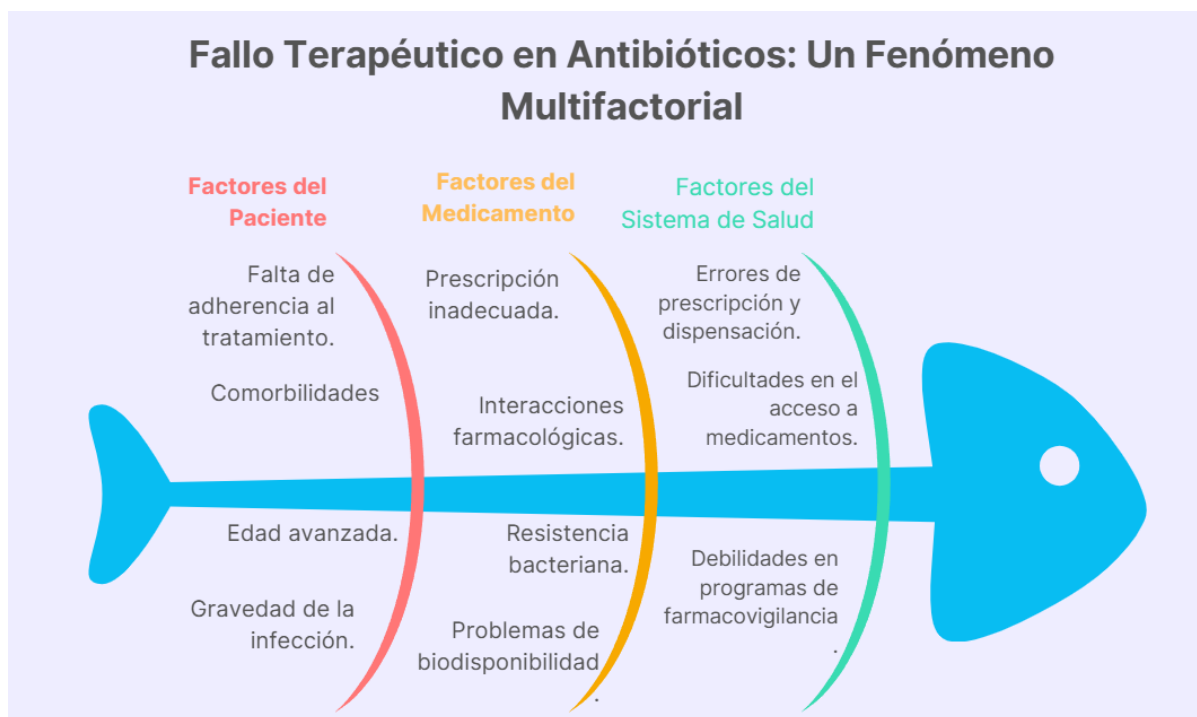 Fallo Terapéutico en Antibióticos: Un Fenómeno
Multifactorial
Factores del
Paciente
Falta de
adherencia al
tratamiento.
Comorbilidades
Edad avanzada.
Gravedad de la
infección.
Factores del
Medicamento
Prescripción
inadecuada.
Interacciones
farmacológicas.
Resistencia
bacteriana.
Problemas de
biodisponibilidad
.
Factores del
Sistema de Salud
Errores de
prescripción y
dispensación.
Dificultades en el
acceso a
medicamentos.
Debilidades en
programas de
farmacovigilancia
.